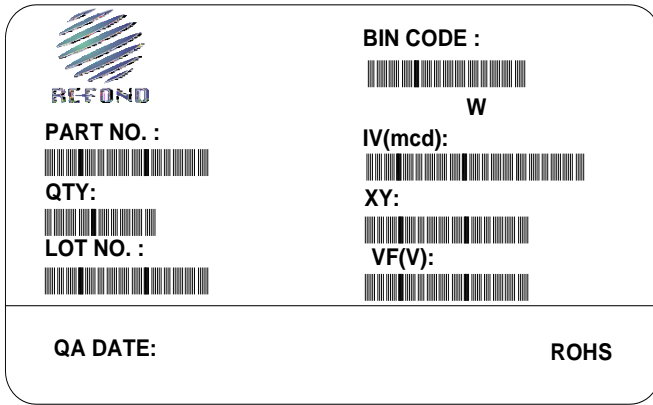 REFOND
PART NO. :
QTY:
LOT NO. :
BIN CODE :
W
IV(mcd):
XY:
VF(V):
QA DATE:
ROHS